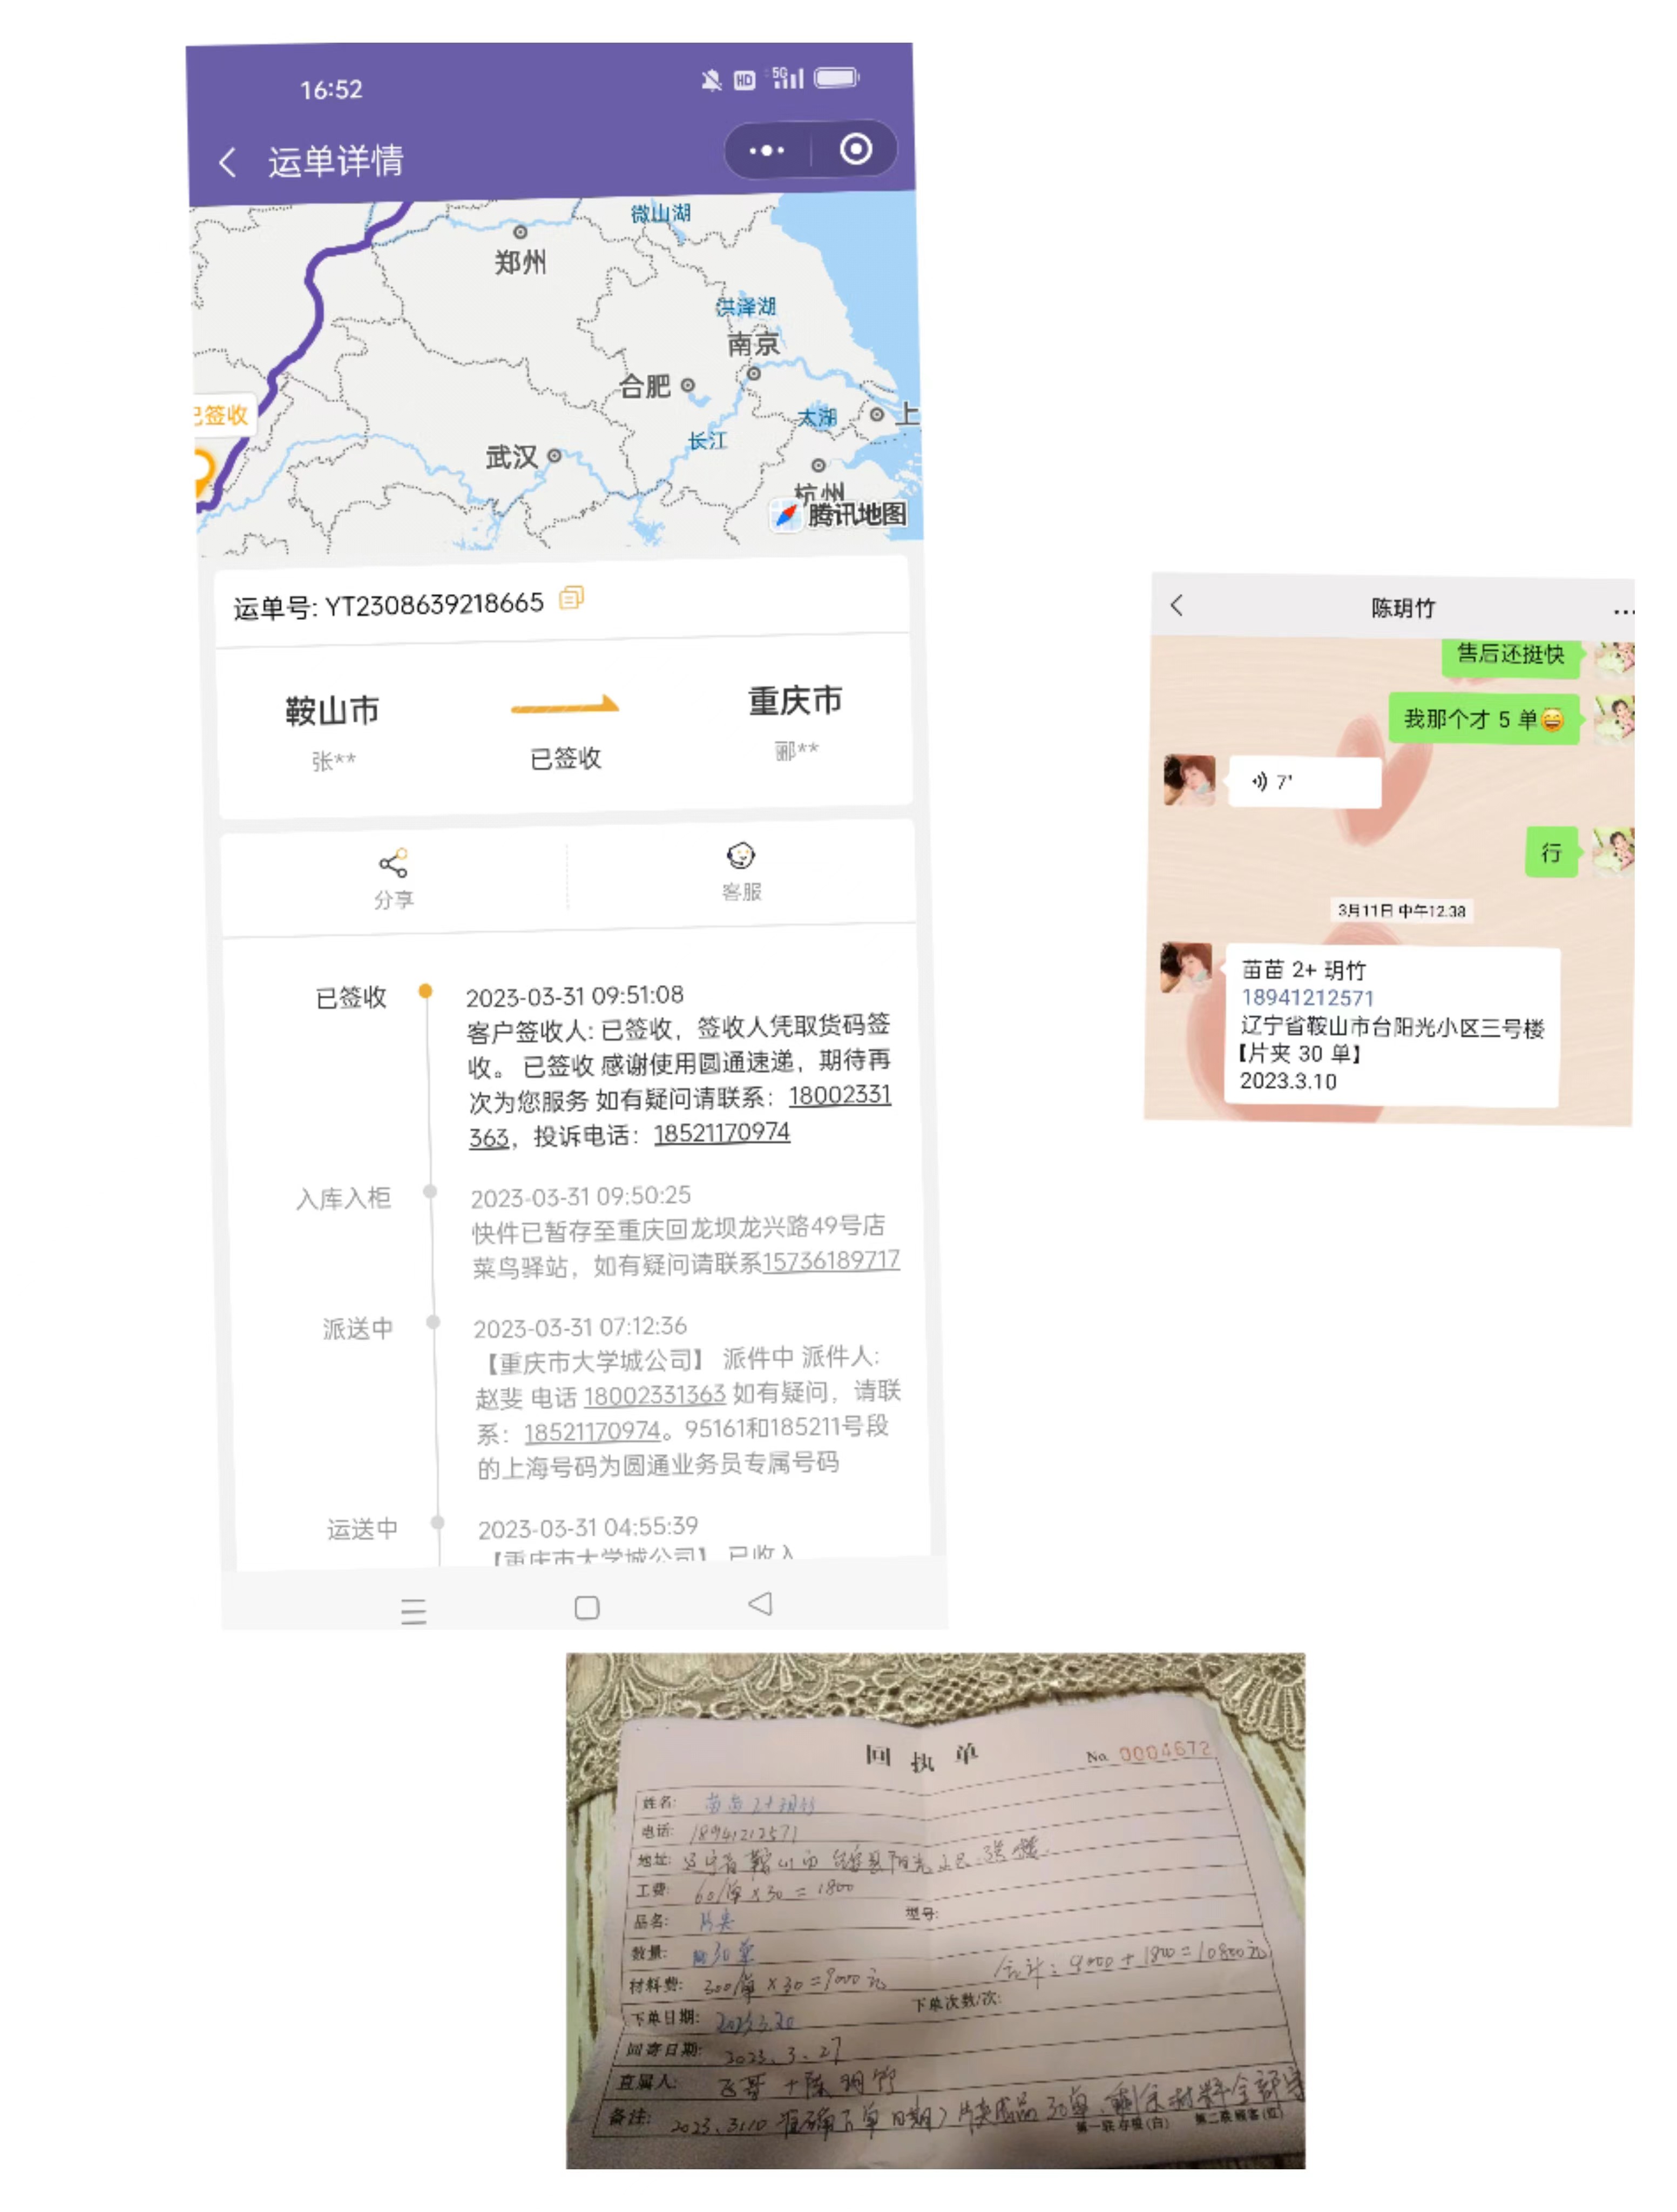 16:52
HD 5G
运单详情
微山湖
郑州
洪泽湖
南京
合肥
已签收
太湖
上
长江
武汉
杭州
腾讯地图
运单号: YT2308639218665
鞍山市
重庆市
张**
已签收
郦**
分享
客服
已签收
2023-03-31 09:51:08
客户签收人: 已签收，签收人凭取货码签
收。 已签收 感谢使用圆通速递，期待再
次为您服务 如有疑问请联系：18002331
363，投诉电话：18521170974
入库入柜
2023-03-31 09:50:25
快件已暂存至重庆回龙坝龙兴路49号店
菜鸟驿站，如有疑问请联系15736189717
派送中
2023-03-31 07:12:36
【重庆市大学城公司】 派件中 派件人:
赵斐 电话 18002331363 如有疑问，请联
系：18521170974。95161和185211号段
的上海号码为圆通业务员专属号码
运送中
2023-03-31 04:55:39
【重庆市大学城公司】 已收入
陈玥竹
售后还挺快
我那个才 5 单
7"
行
3月11日 中午12:38
苗苗 2+ 玥竹
18941212571
辽宁省鞍山市台阳光小区三号楼
【片夹 30 单】
2023.3.10
回执单
No. 0004672
姓名: 苗苗 2+玥竹
电话: 18941212571
地址: 辽宁省鞍山市台安县阳光小区 3号楼
工费: 60/单×30=1800
品名: 片夹
型号:
数量: 30单
材料费: 300/单×30=9000元
合计: 9000+1800=10800元
下单日期: 2023.3.20
下单次数/次:
回寄日期: 2023.3.27
直属人: 飞哥+陈玥竹
备注: 2023.3.10 准确下单日期 片夹成品30单, 剩余材料全部
第一联存根(白) 第二联顾客(红)